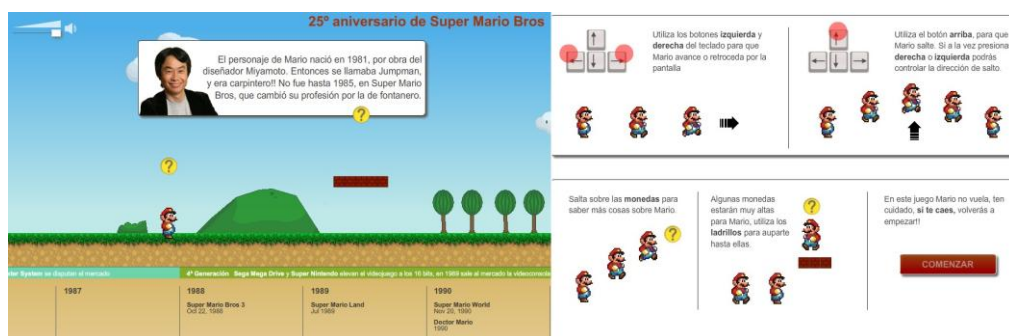 25º aniversario de Super Mario Bros
El personaje de Mario nació en 1981, por obra del
diseñador Miyamoto. Entonces se llamaba Jumpman,
y era carpintero!! No fue hasta 1985, en Super Mario
Bros, que cambió su profesión por la de fontanero.
?
?
System se disputan el mercado
4ª Generación Sega Mega Drive y Super Nintendo elevan el videojuego a los 16 bits, en 1989 sale al mercado la videoconsola
1987
1988
Super Mario Bros 3
Oct 22, 1988
1989
Super Mario Land
Jul 1989
1990
Super Mario World
Nov 20, 1990
Doctor Mario
1990
Utiliza los botones izquierda y
derecha del teclado para que
Mario avance o retroceda por la
pantalla
Utiliza el botón arriba, para que
Mario salte. Si a la vez presionas
derecha o izquierda podrás
controlar la dirección de salto.
Salta sobre las monedas para
saber más cosas sobre Mario.
?
Algunas monedas
estarán muy altas
para Mario, utiliza los
ladrillos para auparte
hasta ellas.
?
En este juego Mario no vuela, ten
cuidado, si te caes, volverás a
empezar!!
COMENZAR